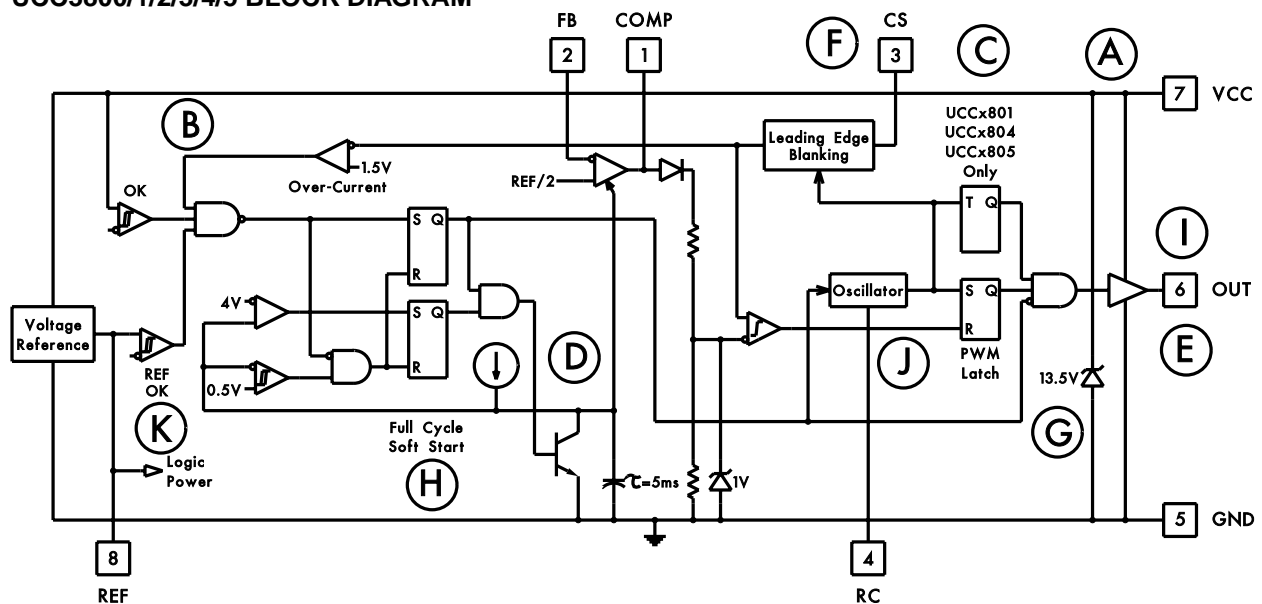 UCC3800/1/2/3/4/5 BLOCK DIAGRAM
FB
COMP
CS
2
1
F
3
C
A
7
VCC
B
UCCx801
UCCx804
UCCx805
Only
Leading Edge
Blanking
1.5V
Over-Current
REF/2
OK
S Q
R
T Q
I
4V
S Q
R
Oscillator
S Q
R
6
OUT
Voltage
Reference
REF
OK
0.5V
D
J
PWM
Latch
E
13.5V
K
Full Cycle
Soft Start
G
Logic
Power
H
τ=5ms
1V
5
GND
8
4
REF
RC